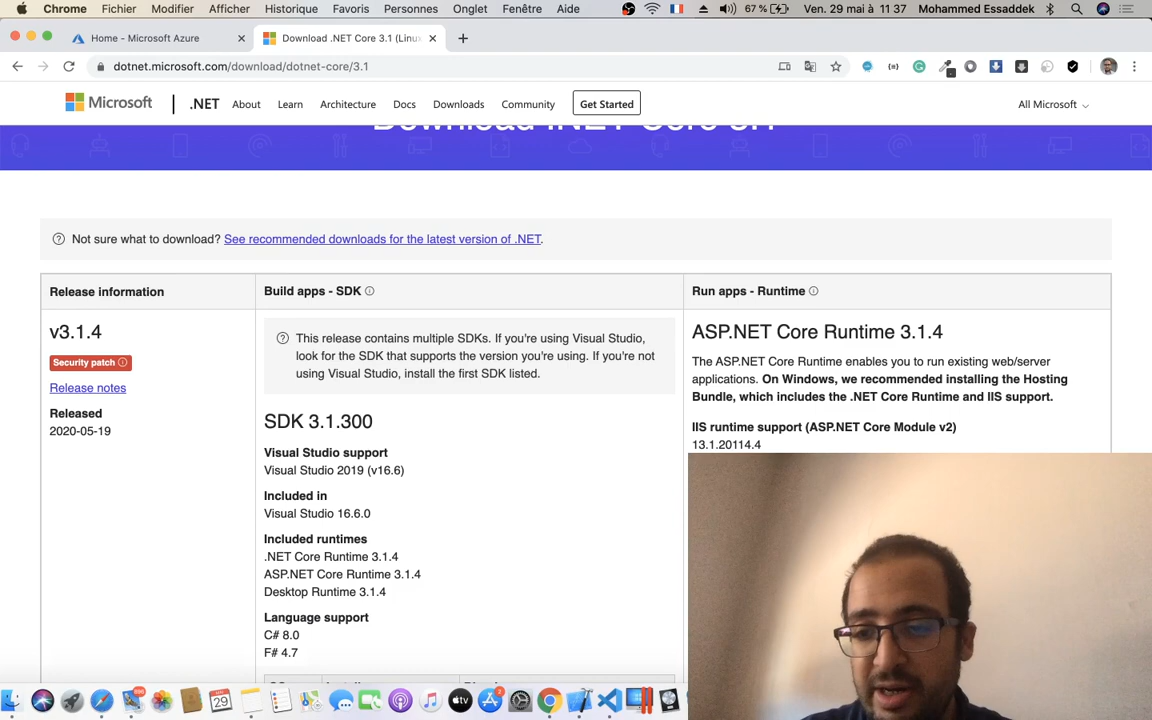 Chrome Fichier Modifier Afficher Historique Favoris Personnes Onglet Fenêtre Aide 67 % Ven. 29 mai à 11 37 Mohammed Essaddek
Home - Microsoft Azure Download .NET Core 3.1 (Linux
dotnet.microsoft.com/download/dotnet-core/3.1
Microsoft .NET About Learn Architecture Docs Downloads Community Get Started All Microsoft
Download .NET Core 3.1
Not sure what to download? See recommended downloads for the latest version of .NET.
Release information
v3.1.4
Security patch
Release notes
Released
2020-05-19
Build apps - SDK
This release contains multiple SDKs. If you're using Visual Studio,
look for the SDK that supports the version you're using. If you're not
using Visual Studio, install the first SDK listed.
SDK 3.1.300
Visual Studio support
Visual Studio 2019 (v16.6)
Included in
Visual Studio 16.6.0
Included runtimes
.NET Core Runtime 3.1.4
ASP.NET Core Runtime 3.1.4
Desktop Runtime 3.1.4
Language support
C# 8.0
F# 4.7
Run apps - Runtime
ASP.NET Core Runtime 3.1.4
The ASP.NET Core Runtime enables you to run existing web/server
applications. On Windows, we recommended installing the Hosting
Bundle, which includes the .NET Core Runtime and IIS support.
IIS runtime support (ASP.NET Core Module v2)
13.1.20114.4
29
tv
2